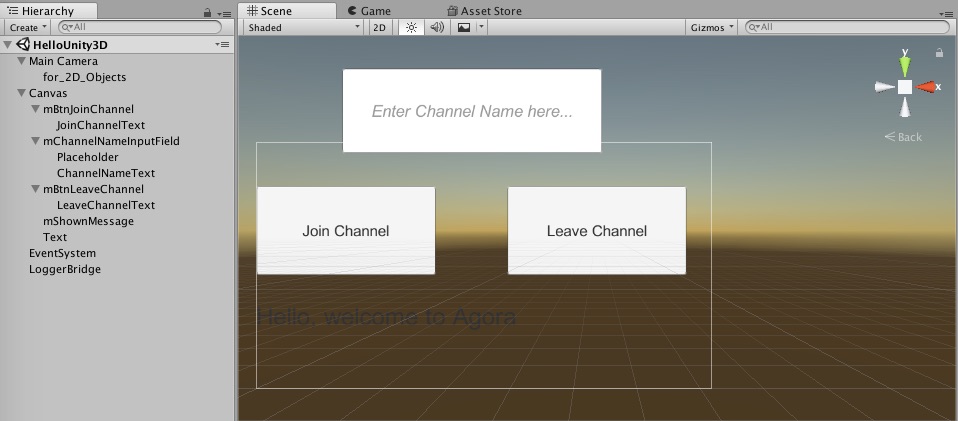 Hierarchy
Create
All
HelloUnity3D
Main Camera
for_2D_Objects
Canvas
mBtnJoinChannel
JoinChannelText
mChannelNameInputField
Placeholder
ChannelNameText
mBtnLeaveChannel
LeaveChannelText
mShownMessage
Text
EventSystem
LoggerBridge
Scene Game Asset Store
Shaded 2D Gizmos All
y
x
Back
Enter Channel Name here...
Join Channel Leave Channel
Hello, welcome to Agora